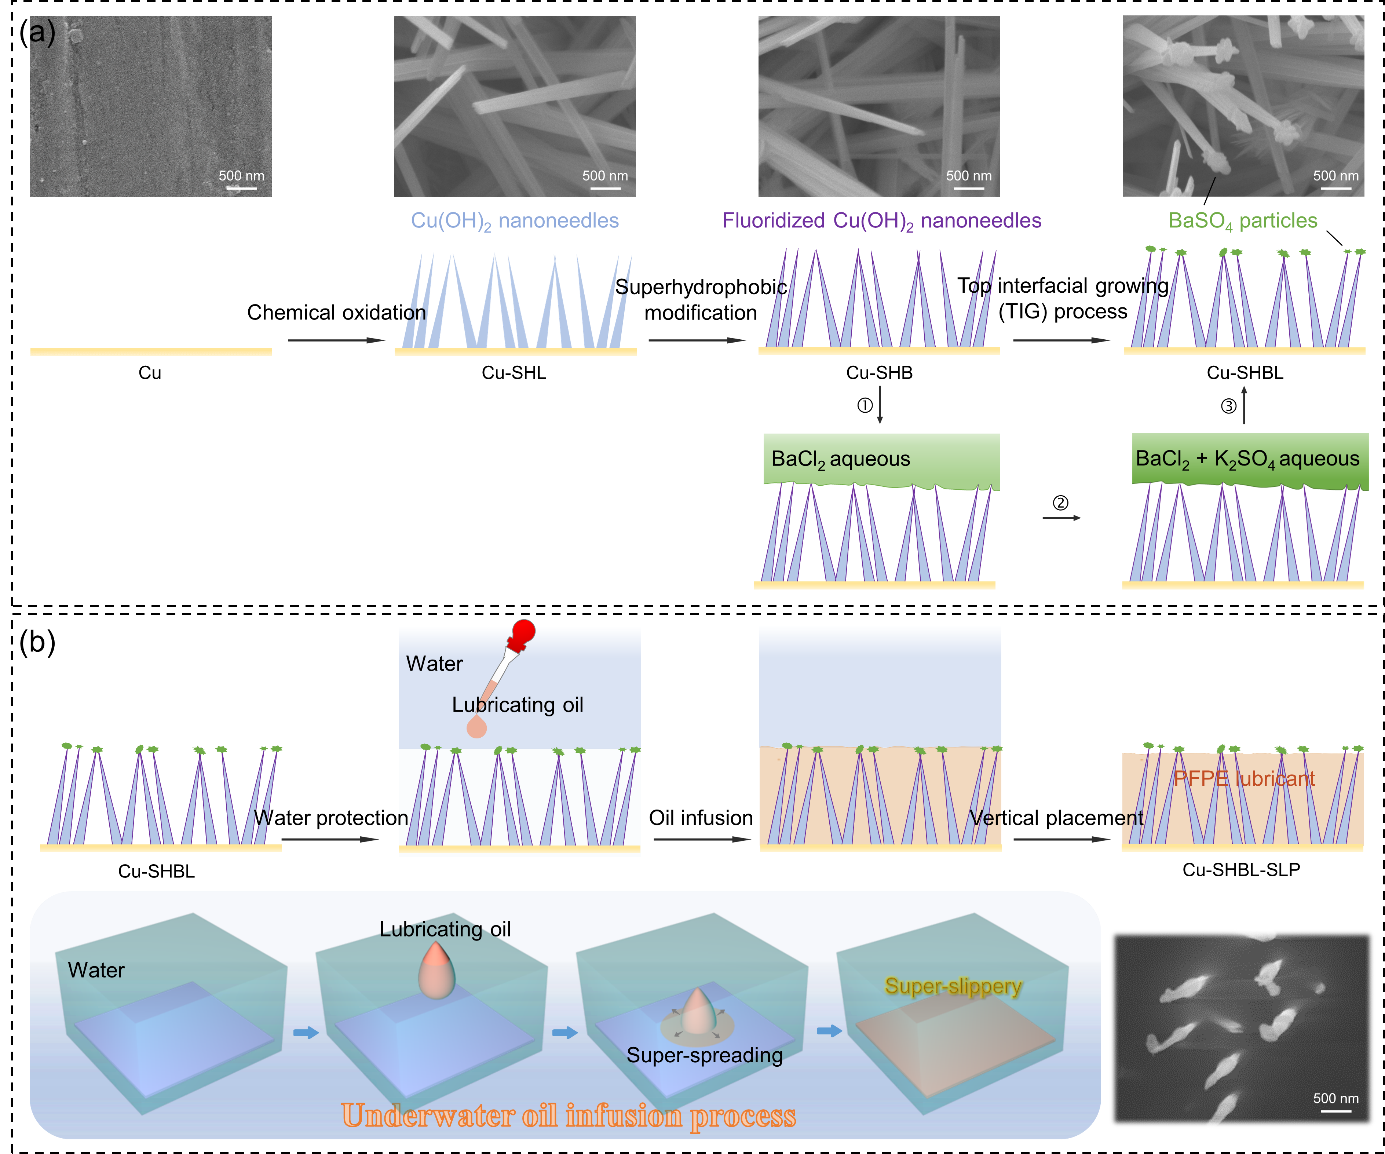 (a)
500 nm
500 nm
500 nm
500 nm
Cu(OH)2 nanoneedles
Fluoridized Cu(OH)2 nanoneedles
BaSO4 particles
Chemical oxidation
Superhydrophobic
modification
Top interfacial growing
(TIG) process
Cu
Cu-SHL
Cu-SHB
Cu-SHBL
①
③
BaCl2 aqueous
BaCl2 + K2SO4 aqueous
②
(b)
Water
Lubricating oil
PFPE lubricant
Water protection
Oil infusion
Vertical placement
Cu-SHBL
Cu-SHBL-SLP
Water
Lubricating oil
Super-spreading
Super-slippery
Underwater oil infusion process
500 nm